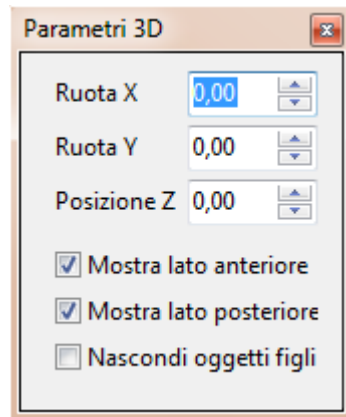 Parametri 3D
Ruota X 0,00
Ruota Y 0,00
Posizione Z 0,00
Mostra lato anteriore
Mostra lato posteriore
Nascondi oggetti figli